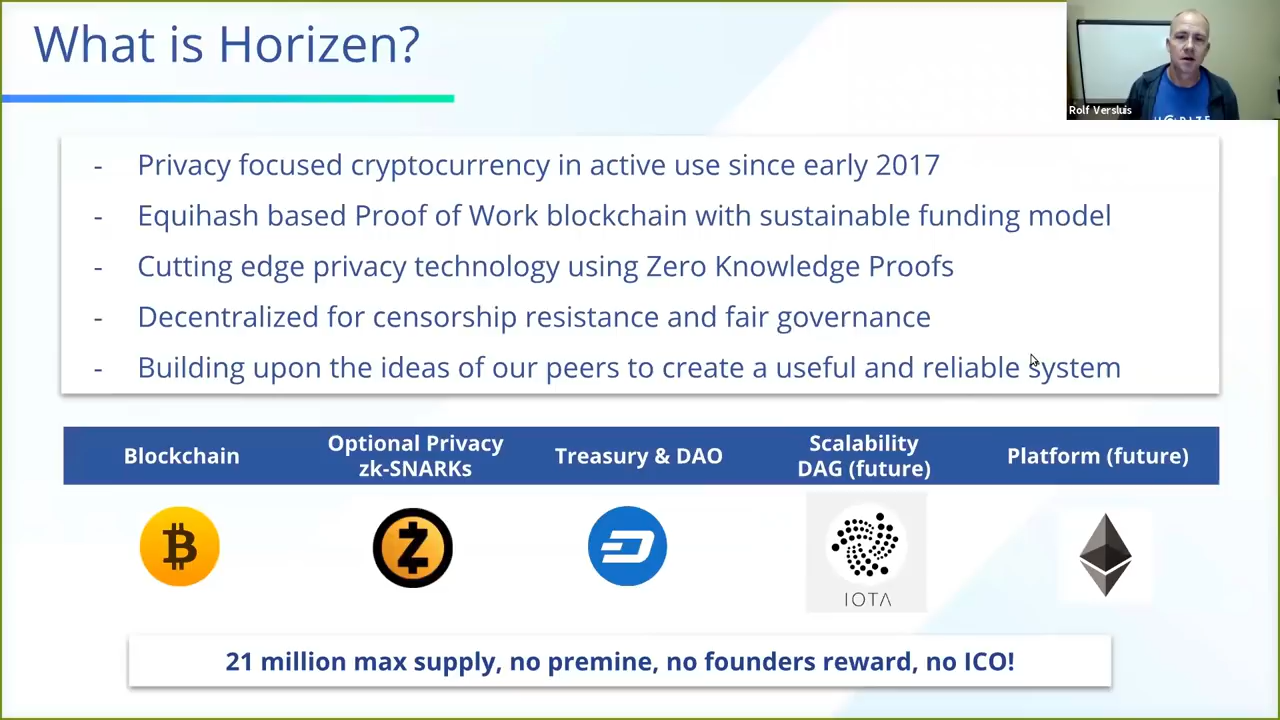 What is Horizen?
Rolf Versluis
- Privacy focused cryptocurrency in active use since early 2017
- Equihash based Proof of Work blockchain with sustainable funding model
- Cutting edge privacy technology using Zero Knowledge Proofs
- Decentralized for censorship resistance and fair governance
- Building upon the ideas of our peers to create a useful and reliable system
Blockchain
Optional Privacy
zk-SNARKs
Treasury & DAO
Scalability
DAG (future)
Platform (future)
IOTA
21 million max supply, no premine, no founders reward, no ICO!